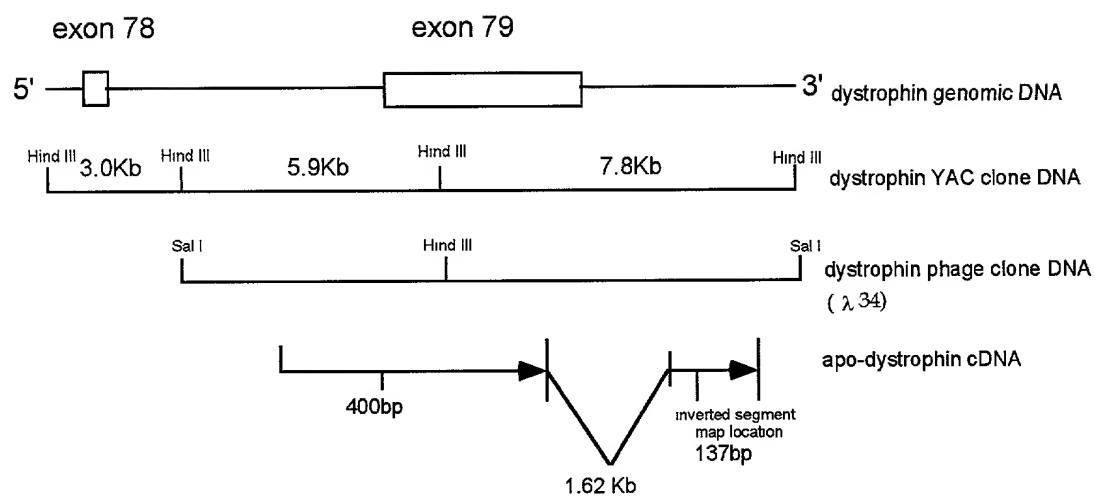 exon 78
exon 79
5'
3'
dystrophin genomic DNA
Hind III
3.0Kb
Hind III
5.9Kb
Hind III
7.8Kb
Hind III
dystrophin YAC clone DNA
Sal I
Hind III
Sal I
dystrophin phage clone DNA
( λ 34)
apo-dystrophin cDNA
400bp
inverted segment
map location
137bp
1.62 Kb